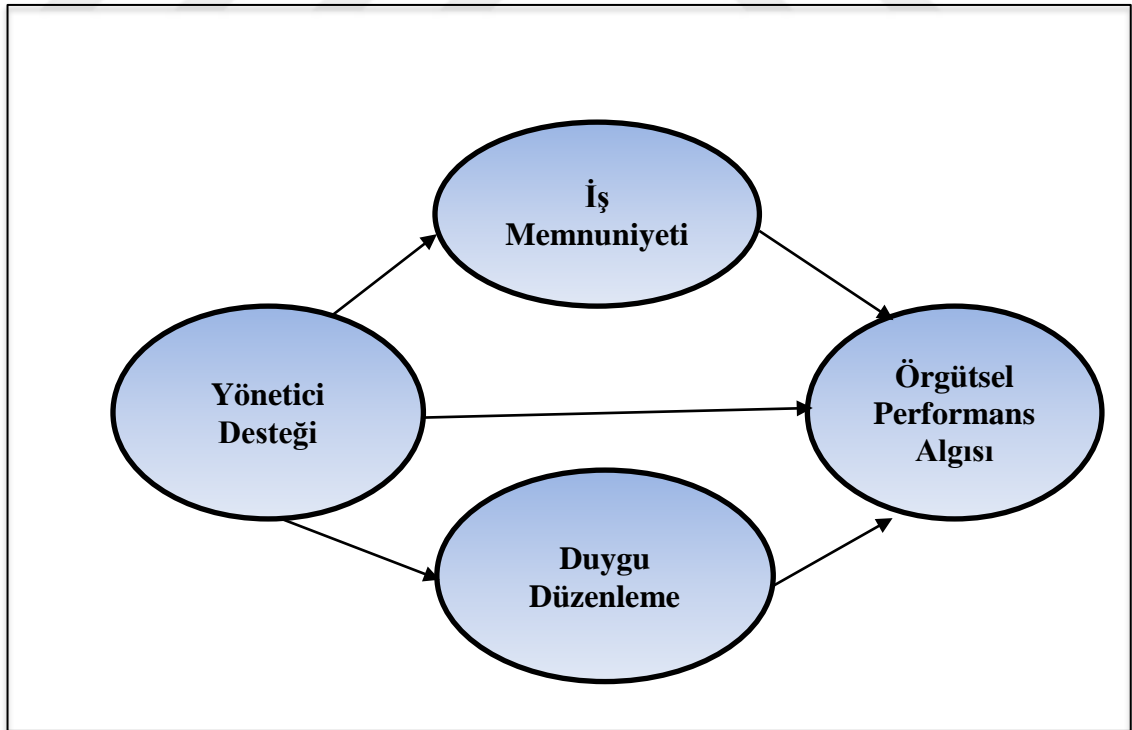 İş
Memnuniyeti
Yönetici
Desteği
Örgütsel
Performans
Algısı
Duygu
Düzenleme